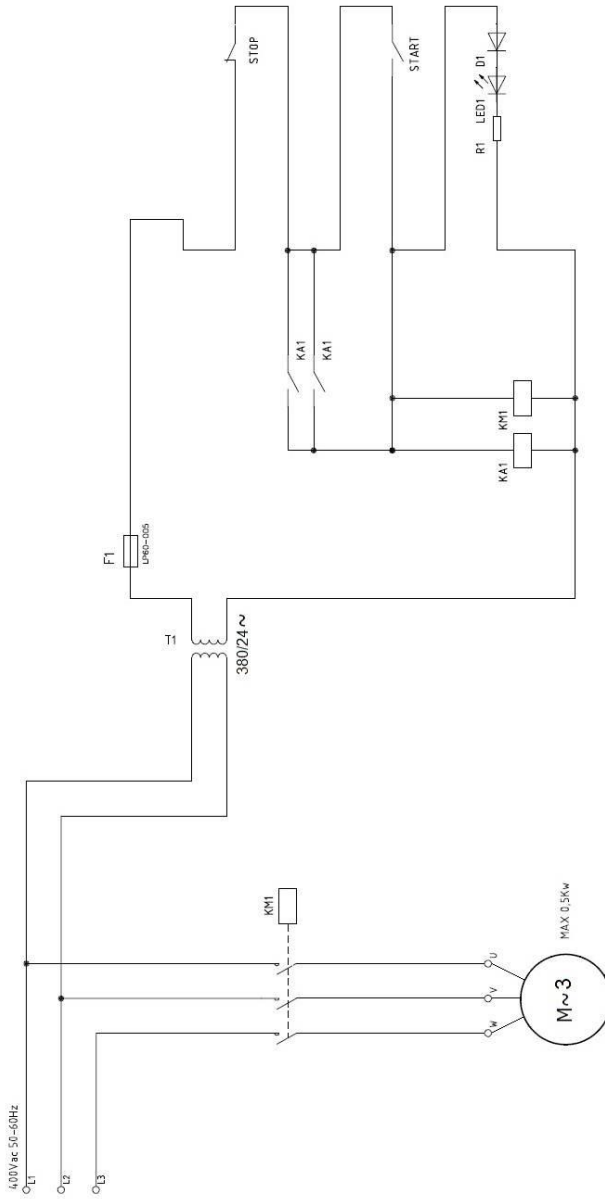 400Vac 50-60Hz
L1
L2
L3
KM1
U
V
W
M~3
MAX 0,5Kw
T1
380/24~
F1
LP60-005
KA1
KA1
KA1
KM1
STOP
START
R1
LED1
D1